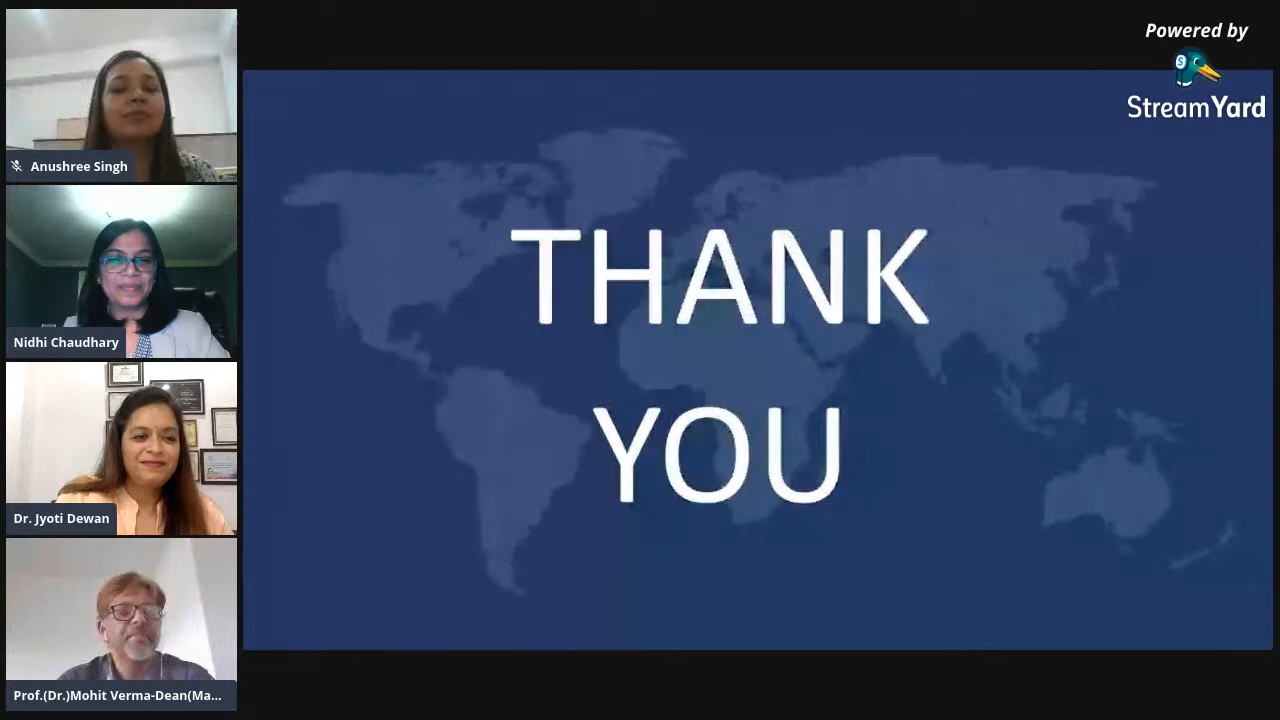 Powered by
StreamYard
Anushree Singh
Nidhi Chaudhary
Dr. Jyoti Dewan
Prof.(Dr.)Mohit Verma-Dean(Ma...
THANK
YOU